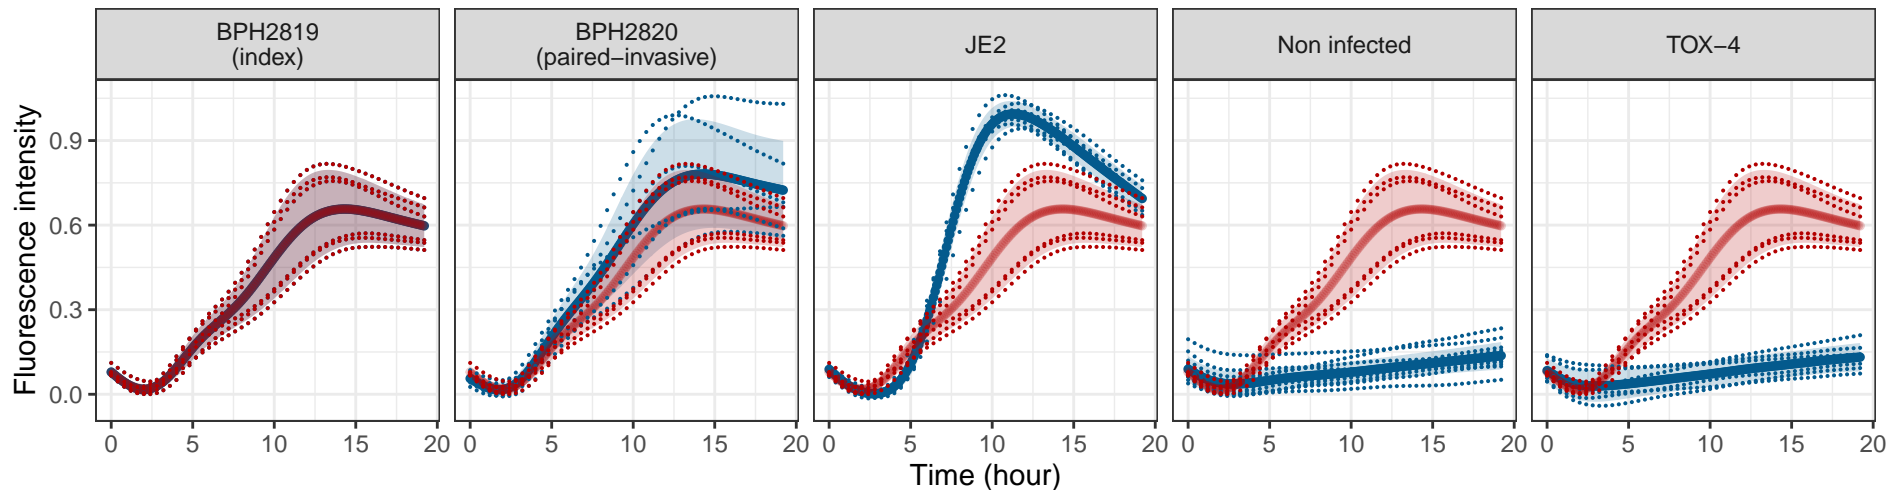 BPH2819
(index)
BPH2820
(paired−invasive)
JE2
Non infected
TOX−4
Fluorescence intensity
0.9
0.6
0.3
0.0
0 5 10 15 20
0 5 10 15 20
0 5 10 15 20
0 5 10 15 20
0 5 10 15 20
Time (hour)